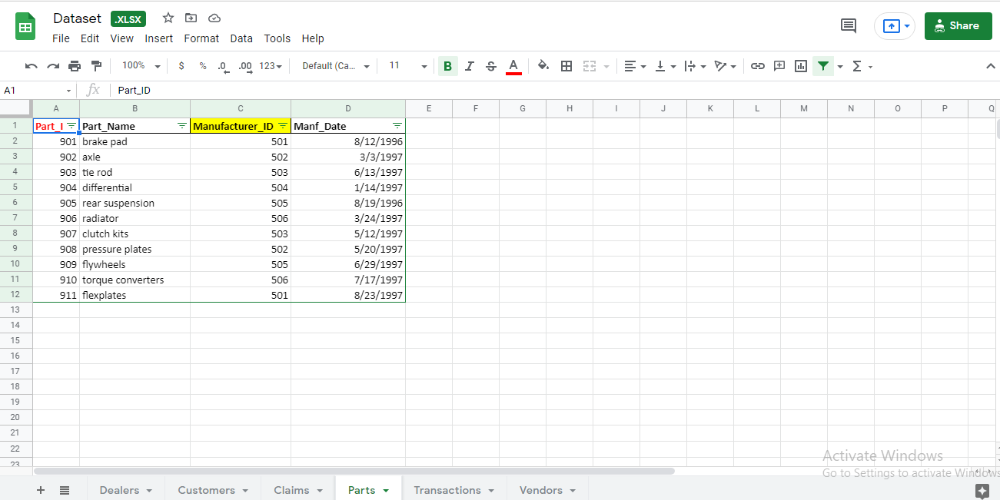 Dataset .XLSX
File Edit View Insert Format Data Tools Help
Share
100% $ % .0 .00 123 Default (Ca... 11 B I S A Σ
A1 fx Part_ID
A B C D E F G H I J K L M N O P Q
1 Part_I Part_Name Manufacturer_ID Manf_Date
2 901 brake pad 501 8/12/1996
3 902 axle 502 3/3/1997
4 903 tie rod 503 6/13/1997
5 904 differential 504 1/14/1997
6 905 rear suspension 505 8/19/1996
7 906 radiator 506 3/24/1997
8 907 clutch kits 503 5/12/1997
9 908 pressure plates 502 5/20/1997
10 909 flywheels 505 6/29/1997
11 910 torque converters 506 7/17/1997
12 911 flexplates 501 8/23/1997
13
14
15
16
17
18
19
20
21
22
23
Activate Windows
Go to Settings to activate Windows
Dealers Customers Claims Parts Transactions Vendors